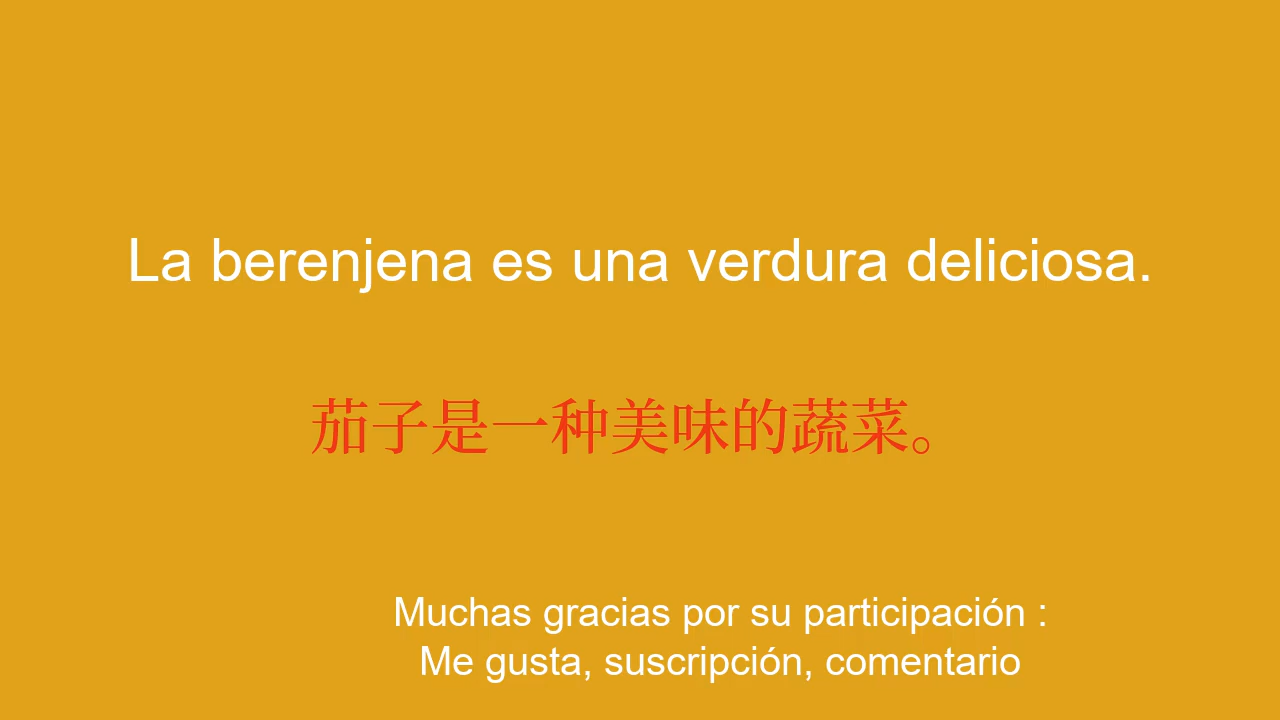 La berenjena es una verdura deliciosa.
茄子是一种美味的蔬菜。
Muchas gracias por su participación :
Me gusta, suscripción, comentario